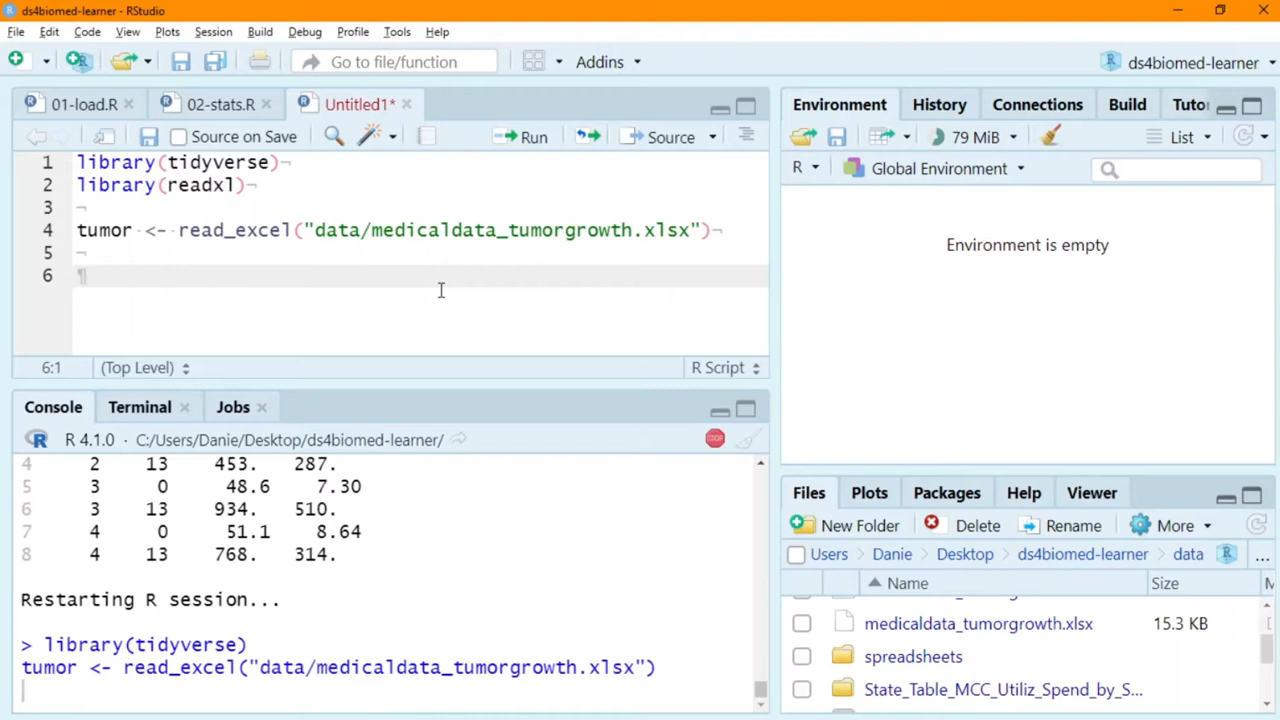 ds4biomed-learner - RStudio
File Edit Code View Plots Session Build Debug Profile Tools Help
Go to file/function Addins ds4biomed-learner
01-load.R 02-stats.R Untitled1*
Source on Save Run Source
1 library(tidyverse)¬
2 library(readxl)¬
3 ¬
4 tumor <- read_excel("data/medicaldata_tumorgrowth.xlsx")¬
5 ¬
6 ¶
6:1 (Top Level) R Script
Console Terminal Jobs
R 4.1.0 · C:/Users/Danie/Desktop/ds4biomed-learner/
STOP
4 2 13 453. 287.
5 3 0 48.6 7.30
6 3 13 934. 510.
7 4 0 51.1 8.64
8 4 13 768. 314.
Restarting R session...
> library(tidyverse)
tumor <- read_excel("data/medicaldata_tumorgrowth.xlsx")
Environment History Connections Build Tuto
79 MiB List
R Global Environment
Environment is empty
Files Plots Packages Help Viewer
New Folder Delete Rename More
Users Danie Desktop ds4biomed-learner data ...
Name Size M
medicaldata_tumorgrowth.xlsx 15.3 KB
spreadsheets
State_Table_MCC_Utiliz_Spend_by_S...